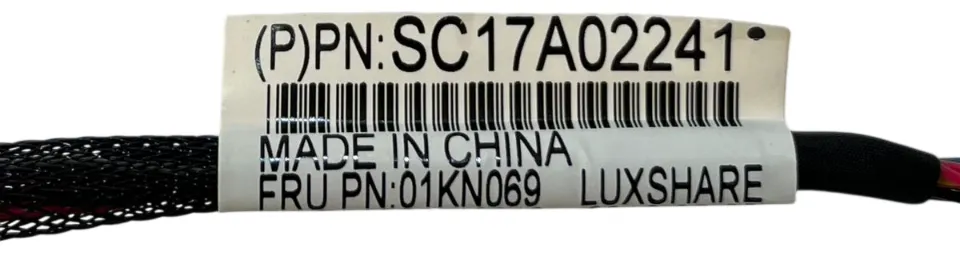 (P)PN:SC17A02241
MADE IN CHINA
FRU PN:01KN069 LUXSHARE